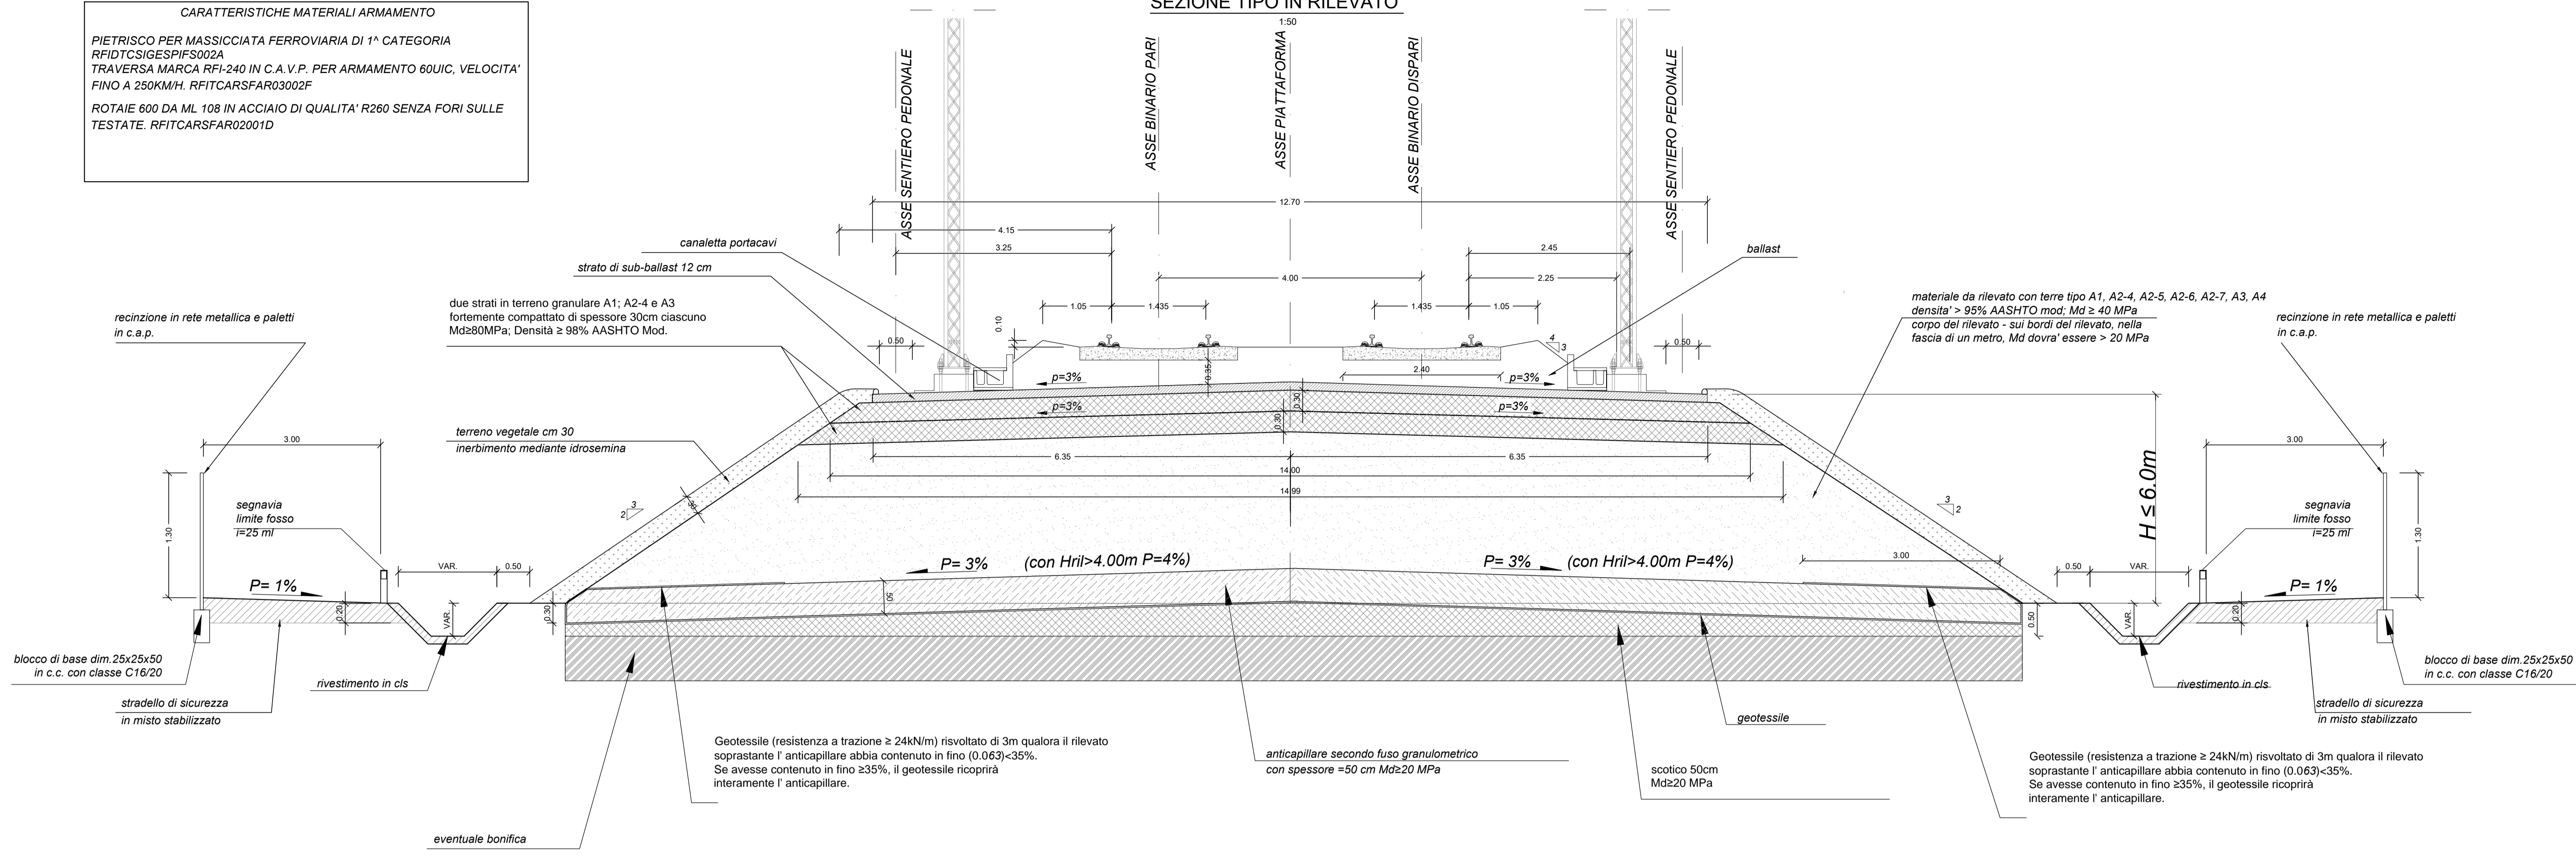 SEZIONE TIPO IN RILEVATO
1:50
CARATTERISTICHE MATERIALI ARMAMENTO
PIETRISCO PER MASSICCIATA FERROVIARIA DI 1^ CATEGORIA
RFIDTCSIGESPIFS002A
TRAVERSA MARCA RFI-240 IN C.A.V.P. PER ARMAMENTO 60UIC, VELOCITA'
FINO A 250KM/H. RFITCARSFAR03002F
ROTAIE 600 DA ML 108 IN ACCIAIO DI QUALITA' R260 SENZA FORI SULLE
TESTATE. RFITCARSFAR02001D
ASSE SENTIERO PEDONALE
ASSE BINARIO PARI
ASSE PIATTAFORMA
ASSE BINARIO DISPARI
ASSE SENTIERO PEDONALE
12.70
4.15
3.25
2.45
4.00
2.25
1.05
1.435
1.435
1.05
0.10
0.50
0.50
4
3
0.35
2.40
canaletta portacavi
strato di sub-ballast 12 cm
ballast
due strati in terreno granulare A1; A2-4 e A3
fortemente compattato di spessore 30cm ciascuno
Md≥80MPa; Densità ≥ 98% AASHTO Mod.
materiale da rilevato con terre tipo A1, A2-4, A2-5, A2-6, A2-7, A3, A4
densita' > 95% AASHTO mod; Md ≥ 40 MPa
corpo del rilevato - sui bordi del rilevato, nella
fascia di un metro, Md dovra' essere > 20 MPa
recinzione in rete metallica e paletti
in c.a.p.
recinzione in rete metallica e paletti
in c.a.p.
p=3%
p=3%
p=3%
p=3%
0.30
0.30
terreno vegetale cm 30
inerbimento mediante idrosemina
3.00
3.00
6.35
6.35
14.00
14.99
30
3
2
3
2
H ≤ 6.0m
segnavia
limite fosso
i=25 ml
segnavia
limite fosso
i=25 ml
1.30
1.30
P= 1%
P= 1%
VAR.
0.50
0.50
VAR.
P= 3%
(con Hril>4.00m P=4%)
P= 3%
(con Hril>4.00m P=4%)
3.00
0.20
VAR.
0.30
50
0.50
VAR.
0.20
blocco di base dim.25x25x50
in c.c. con classe C16/20
blocco di base dim.25x25x50
in c.c. con classe C16/20
rivestimento in cls
rivestimento in cls
stradello di sicurezza
in misto stabilizzato
stradello di sicurezza
in misto stabilizzato
geotessile
Geotessile (resistenza a trazione ≥ 24kN/m) risvoltato di 3m qualora il rilevato
soprastante l' anticapillare abbia contenuto in fino (0.063)<35%.
Se avesse contenuto in fino ≥35%, il geotessile ricoprirà
interamente l' anticapillare.
anticapillare secondo fuso granulometrico
con spessore =50 cm Md≥20 MPa
scotico 50cm
Md≥20 MPa
Geotessile (resistenza a trazione ≥ 24kN/m) risvoltato di 3m qualora il rilevato
soprastante l' anticapillare abbia contenuto in fino (0.063)<35%.
Se avesse contenuto in fino ≥35%, il geotessile ricoprirà
interamente l' anticapillare.
eventuale bonifica